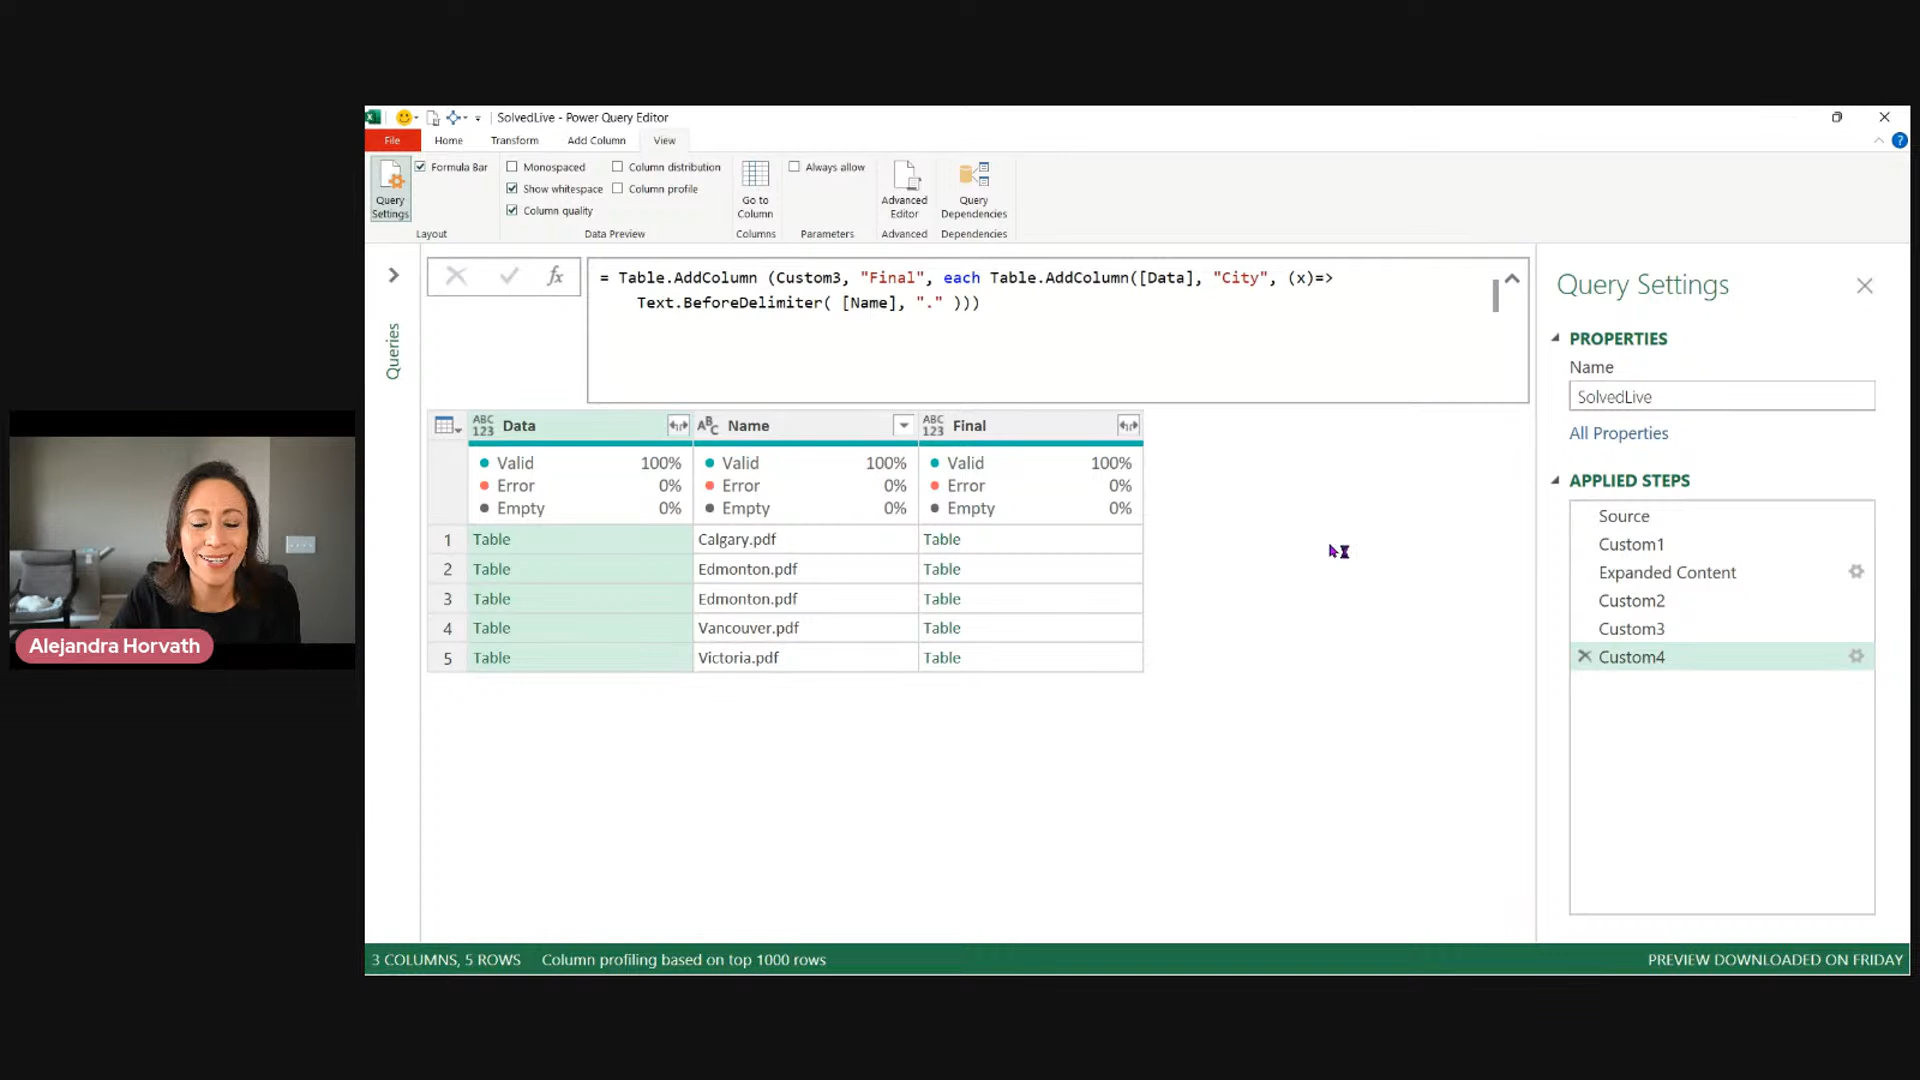 SolvedLive - Power Query Editor
File Home Transform Add Column View
Query Settings
Formula Bar
Layout
Monospaced
Show whitespace
Column quality
Column distribution
Column profile
Data Preview
Go to Column
Columns
Always allow
Parameters
Advanced Editor
Advanced
Query Dependencies
Dependencies
Queries
fx
= Table.AddColumn (Custom3, "Final", each Table.AddColumn([Data], "City", (x)=>
Text.BeforeDelimiter( [Name], "." )))
ABC 123 Data ABC Name ABC 123 Final
Valid 100% Valid 100% Valid 100%
Error 0% Error 0% Error 0%
Empty 0% Empty 0% Empty 0%
1 Table Calgary.pdf Table
2 Table Edmonton.pdf Table
3 Table Edmonton.pdf Table
4 Table Vancouver.pdf Table
5 Table Victoria.pdf Table
Query Settings
PROPERTIES
Name
SolvedLive
All Properties
APPLIED STEPS
Source
Custom1
Expanded Content
Custom2
Custom3
Custom4
3 COLUMNS, 5 ROWS Column profiling based on top 1000 rows
PREVIEW DOWNLOADED ON FRIDAY
Alejandra Horvath